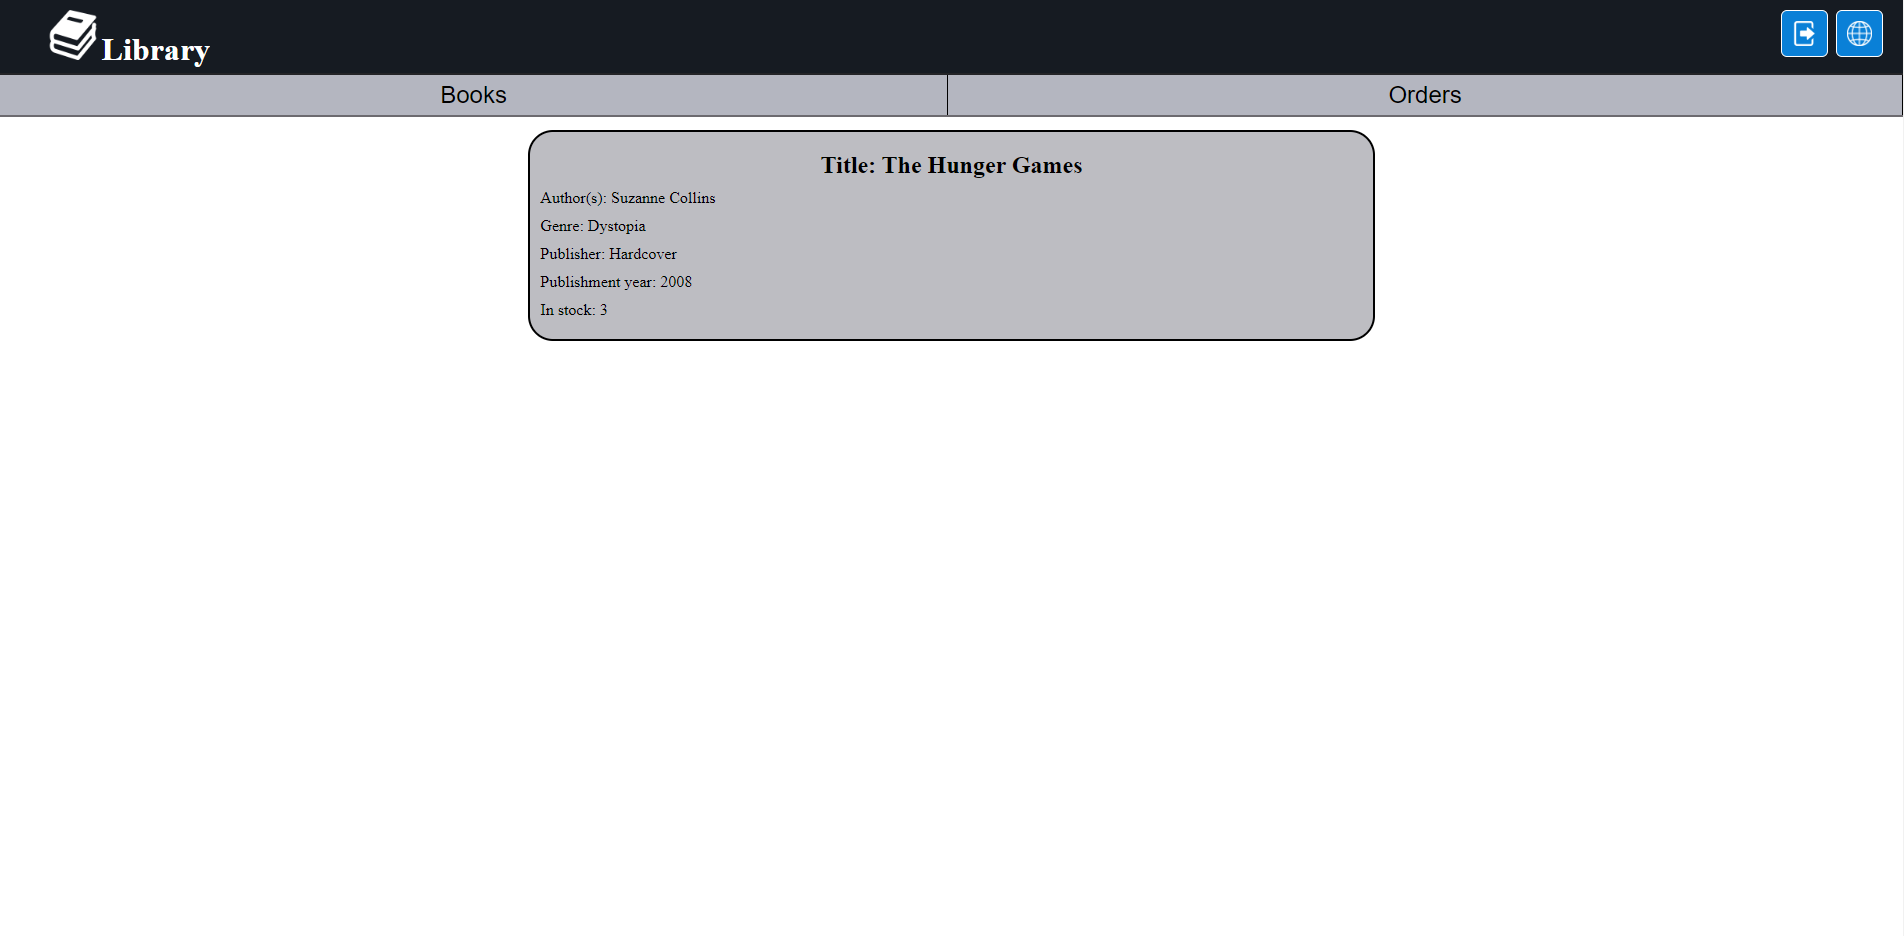 Library
Books
Orders
Title: The Hunger Games
Author(s): Suzanne Collins
Genre: Dystopia
Publisher: Hardcover
Publishment year: 2008
In stock: 3